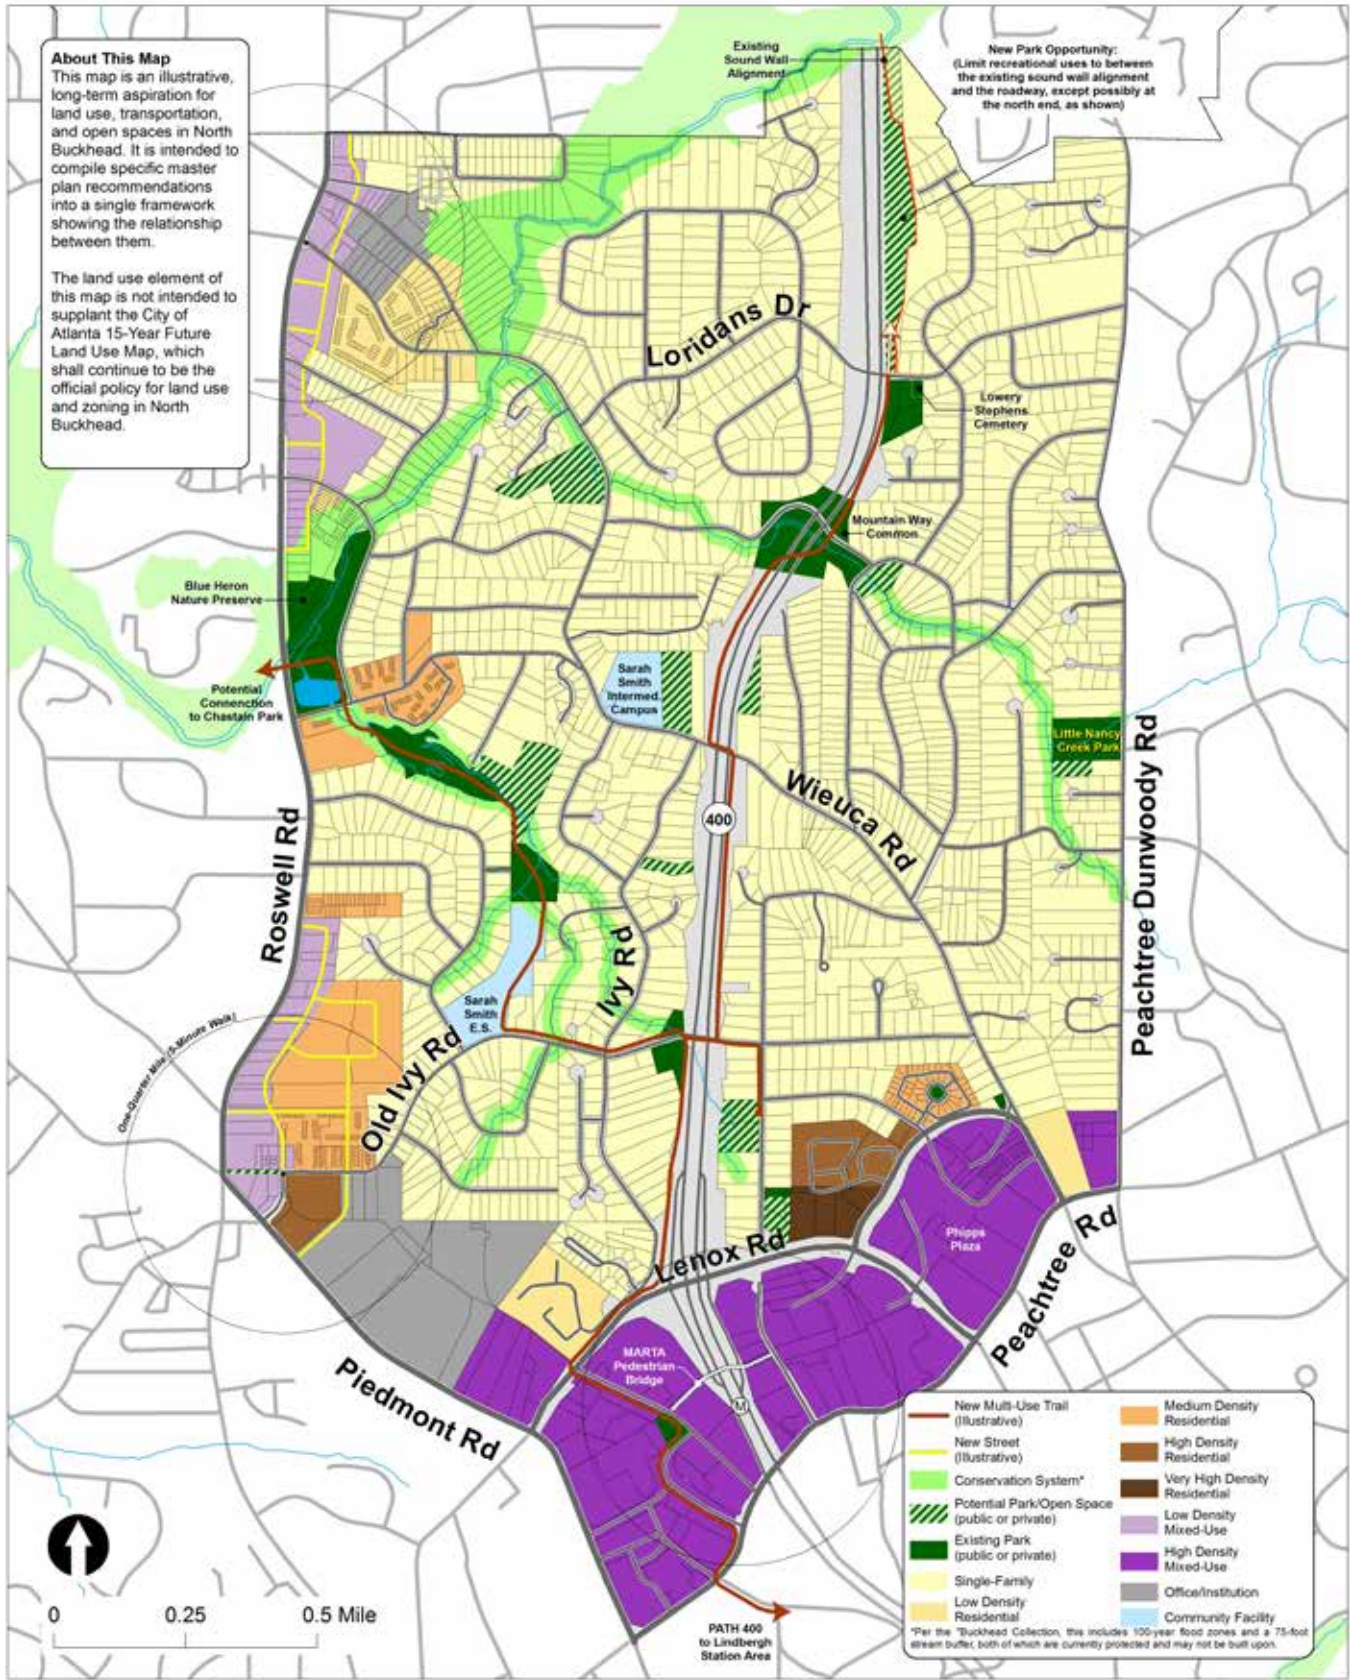 About This Map
This map is an illustrative,
long-term aspiration for
land use, transportation,
and open spaces in North
Buckhead. It is intended to
compile specific master
plan recommendations
into a single framework
showing the relationship
between them.
The land use element of
this map is not intended to
supplant the City of
Atlanta 15-Year Future
Land Use Map, which
shall continue to be the
official policy for land use
and zoning in North
Buckhead.
Existing
Sound Wall
Alignment
New Park Opportunity:
(Limit recreational uses to between
the existing sound wall alignment
and the roadway, except possibly at
the north end, as shown)
Loridans Dr
Lowery
Stephens
Cemetery
Mountain Way
Common
Blue Heron
Nature Preserve
Potential
Connenction
to Chastain Park
Sarah
Smith
Intermed.
Campus
Little Nancy
Creek Park
Wieuca Rd
400
Roswell Rd
Peachtree Dunwoody Rd
Ivy Rd
Sarah
Smith
E.S.
Old Ivy Rd
One-Quarter Mile (5-Minute Walk)
Phipps
Plaza
Lenox Rd
Peachtree Rd
MARTA
Pedestrian
Bridge
M
Piedmont Rd
PATH 400
to Lindbergh
Station Area
0 0.25 0.5 Mile
New Multi-Use Trail
(Illustrative)
New Street
(Illustrative)
Conservation System*
Potential Park/Open Space
(public or private)
Existing Park
(public or private)
Single-Family
Low Density
Residential
Medium Density
Residential
High Density
Residential
Very High Density
Residential
Low Density
Mixed-Use
High Density
Mixed-Use
Office/Institution
Community Facility
*Per the "Buckhead Collection, this includes 100-year flood zones and a 75-foot
stream buffer, both of which are currently protected and may not be built upon.